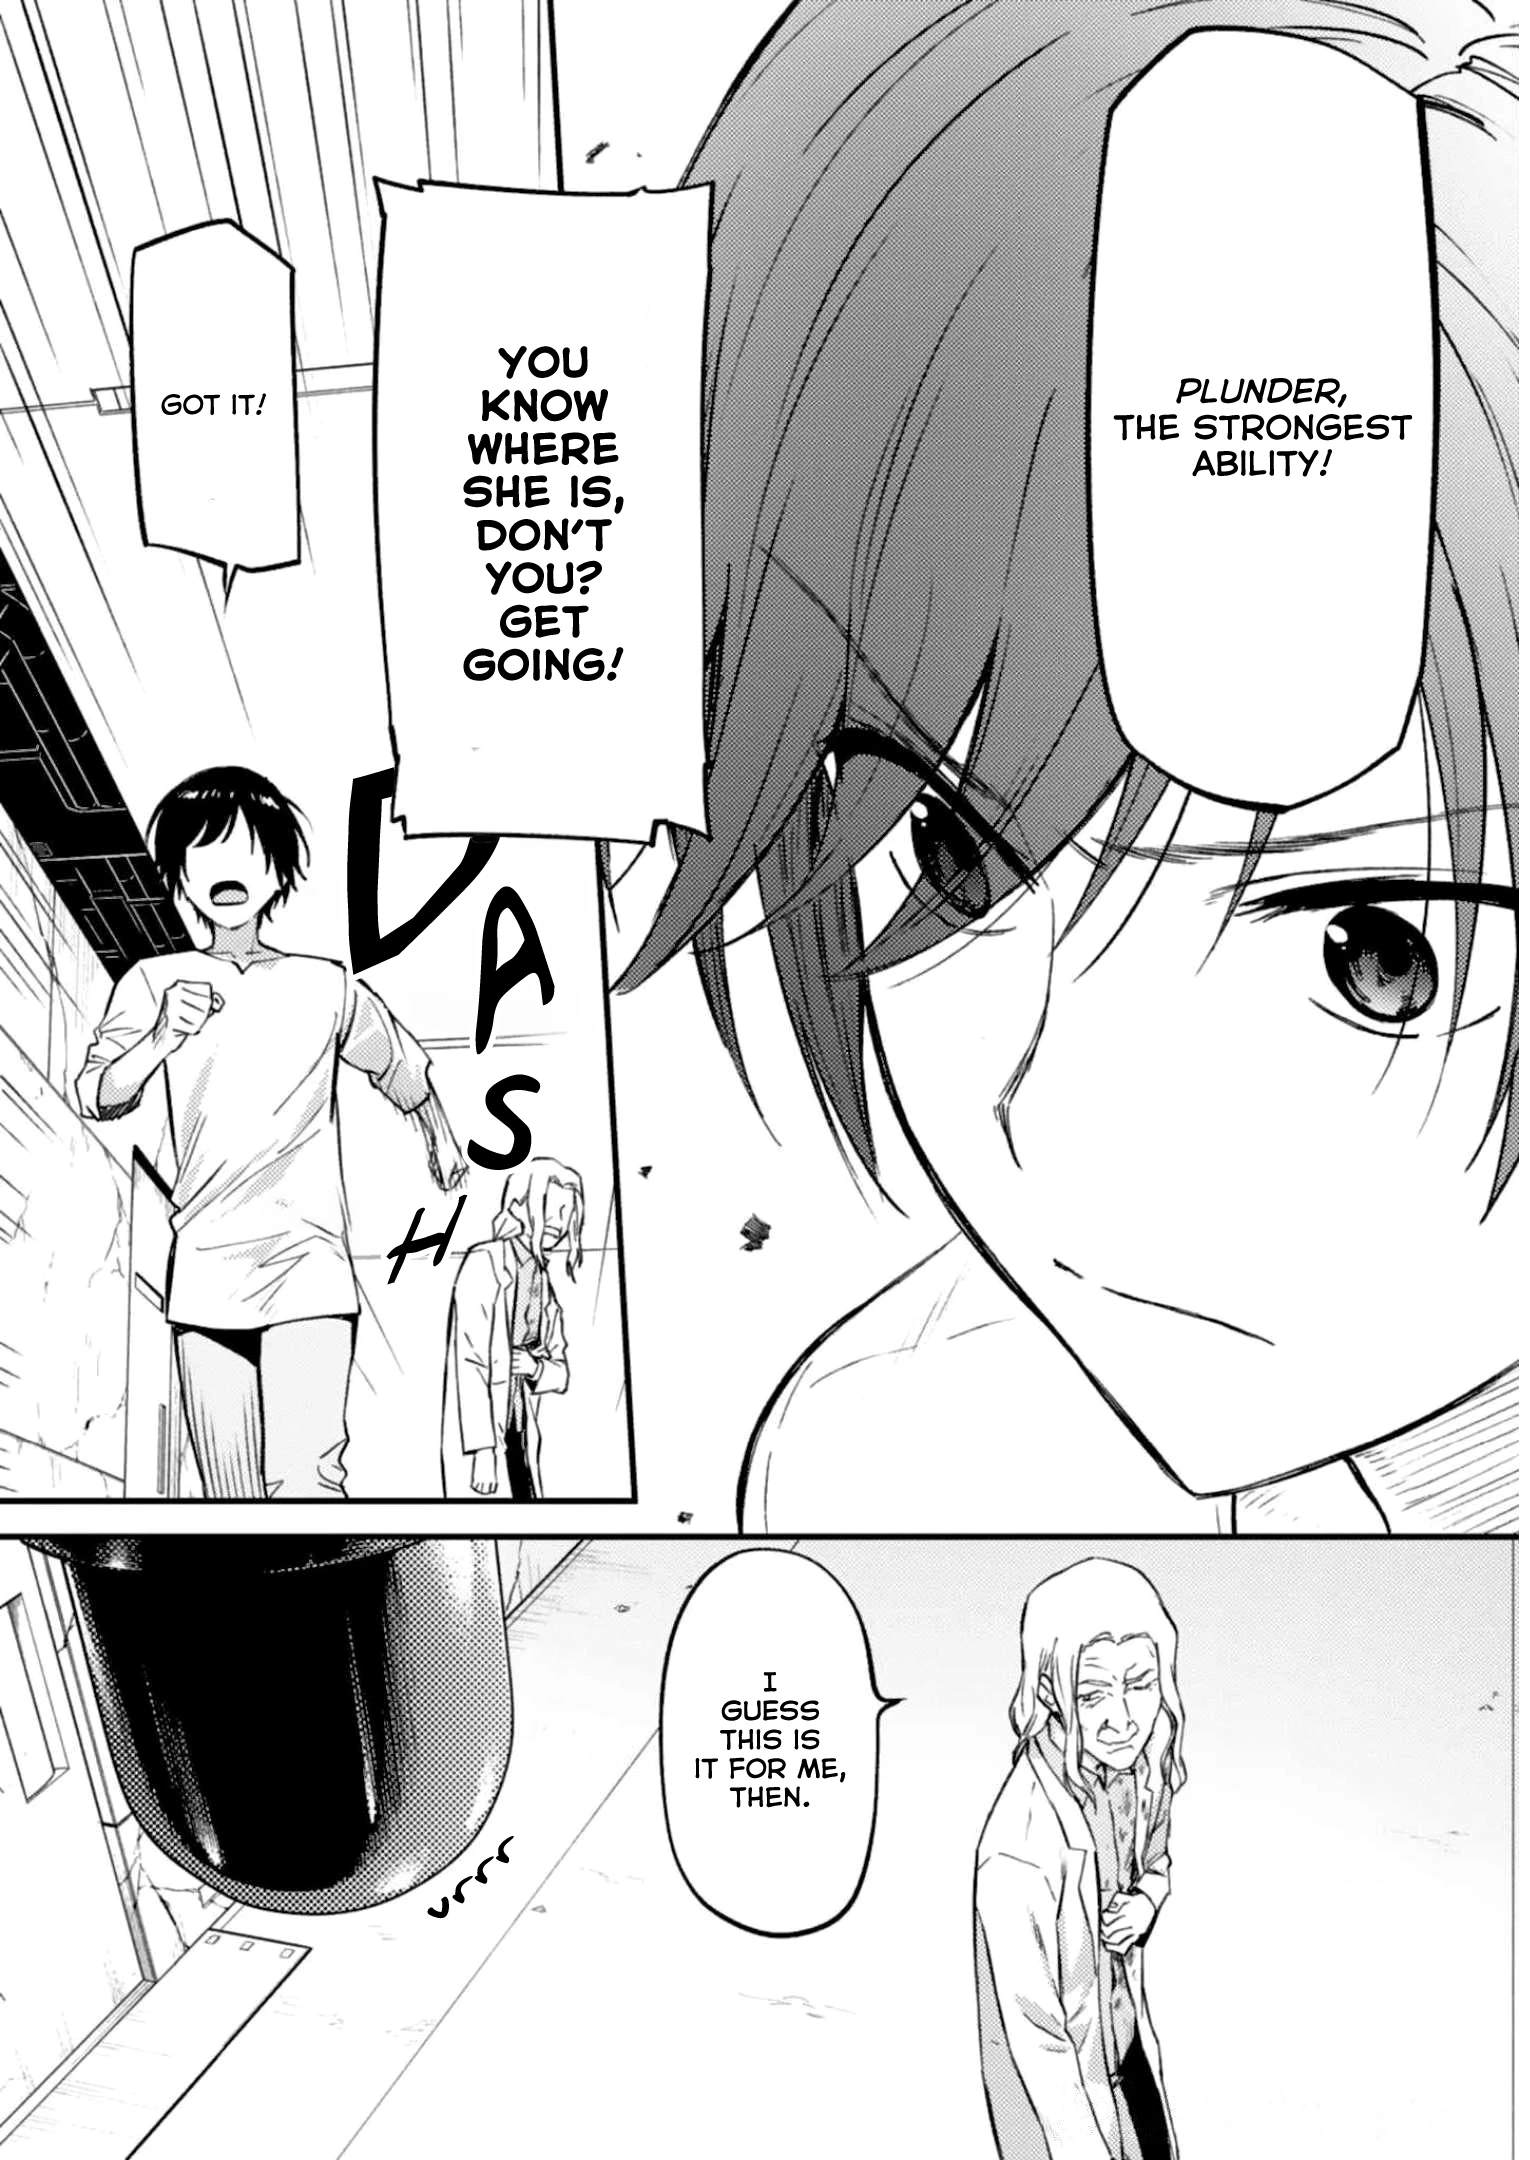 PLUNDER,
THE STRONGEST
ABILITY!
YOU
KNOW
WHERE
SHE IS,
DON'T
YOU?
GET
GOING!
GOT IT!
DASH
I
GUESS
THIS IS
IT FOR ME,
THEN.